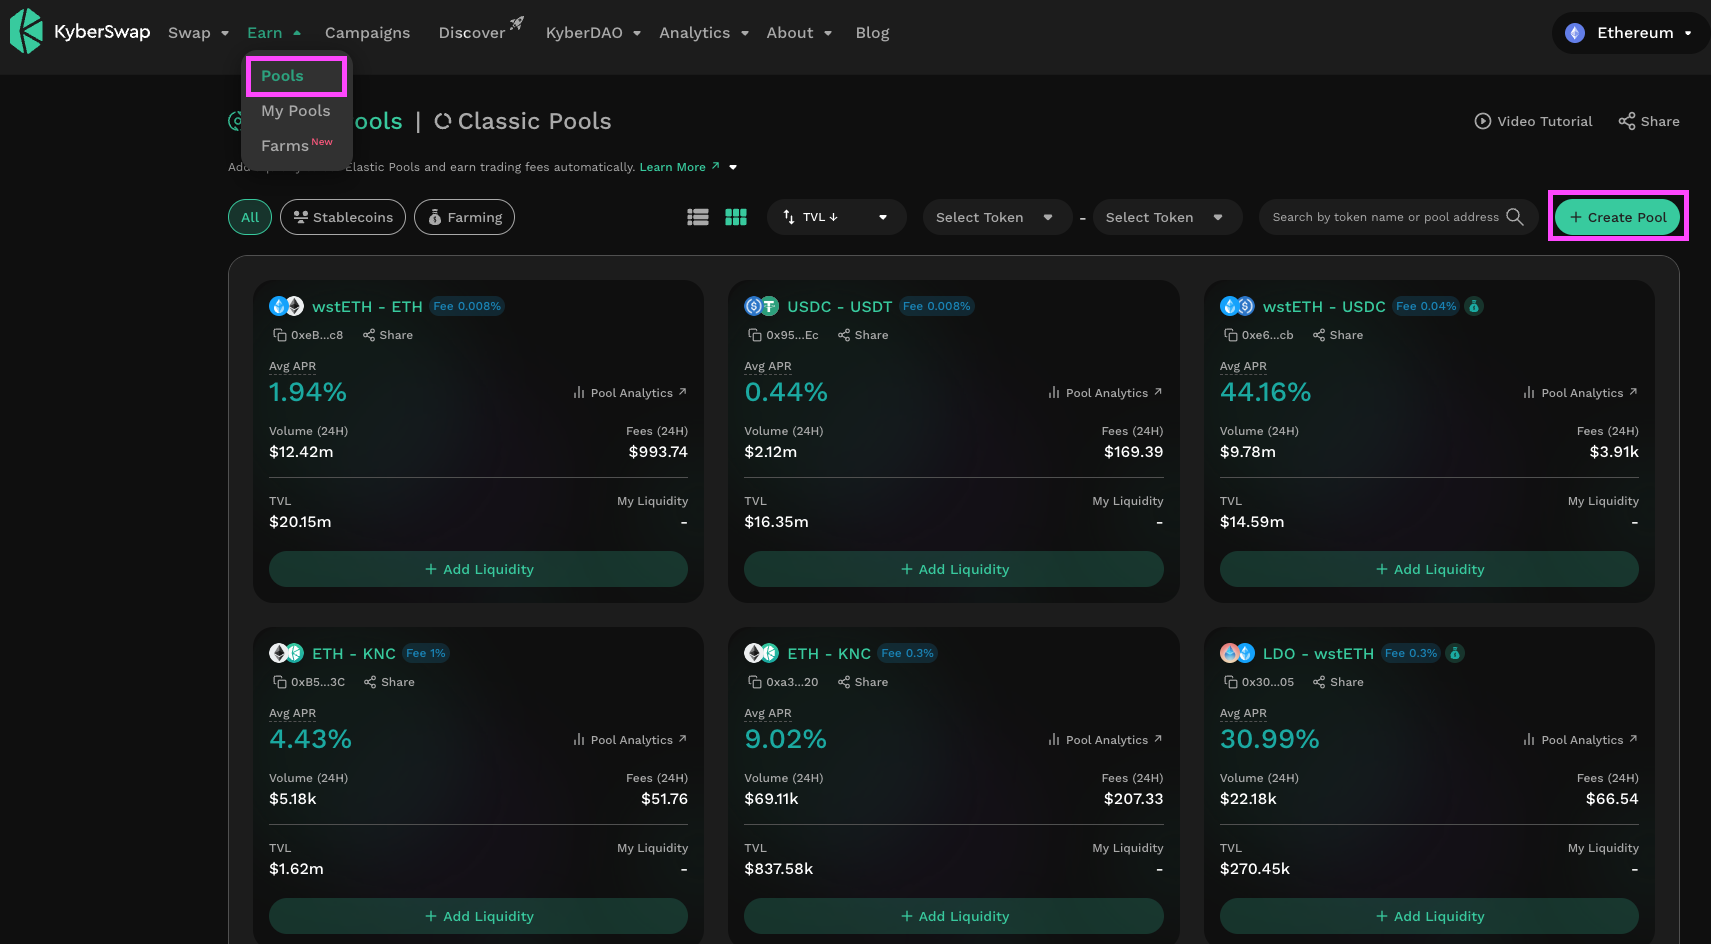 KyberSwap Swap Earn Campaigns Discover KyberDAO Analytics About Blog Ethereum
Pools
My Pools
Farms New
ools | Classic Pools Video Tutorial Share
Elastic Pools and earn trading fees automatically. Learn More ↗
All Stablecoins Farming TVL ↓ Select Token - Select Token Search by token name or pool address + Create Pool
wstETH - ETH Fee 0.008%
0xeB...c8 Share
Avg APR
1.94% Pool Analytics ↗
Volume (24H) Fees (24H)
$12.42m $993.74
TVL My Liquidity
$20.15m -
+ Add Liquidity
USDC - USDT Fee 0.008%
0x95...Ec Share
Avg APR
0.44% Pool Analytics ↗
Volume (24H) Fees (24H)
$2.12m $169.39
TVL My Liquidity
$16.35m -
+ Add Liquidity
wstETH - USDC Fee 0.04%
0xe6...cb Share
Avg APR
44.16% Pool Analytics ↗
Volume (24H) Fees (24H)
$9.78m $3.91k
TVL My Liquidity
$14.59m -
+ Add Liquidity
ETH - KNC Fee 1%
0xB5...3C Share
Avg APR
4.43% Pool Analytics ↗
Volume (24H) Fees (24H)
$5.18k $51.76
TVL My Liquidity
$1.62m -
+ Add Liquidity
ETH - KNC Fee 0.3%
0xa3...20 Share
Avg APR
9.02% Pool Analytics ↗
Volume (24H) Fees (24H)
$69.11k $207.33
TVL My Liquidity
$837.58k -
+ Add Liquidity
LDO - wstETH Fee 0.3%
0x30...05 Share
Avg APR
30.99% Pool Analytics ↗
Volume (24H) Fees (24H)
$22.18k $66.54
TVL My Liquidity
$270.45k -
+ Add Liquidity